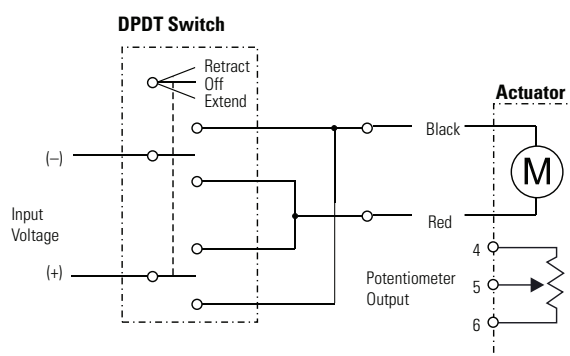 DPDT Switch
Retract
Off
Extend
Actuator
(–)
Black
M
Input
Voltage
Red
(+)
Potentiometer
Output
4
5
6